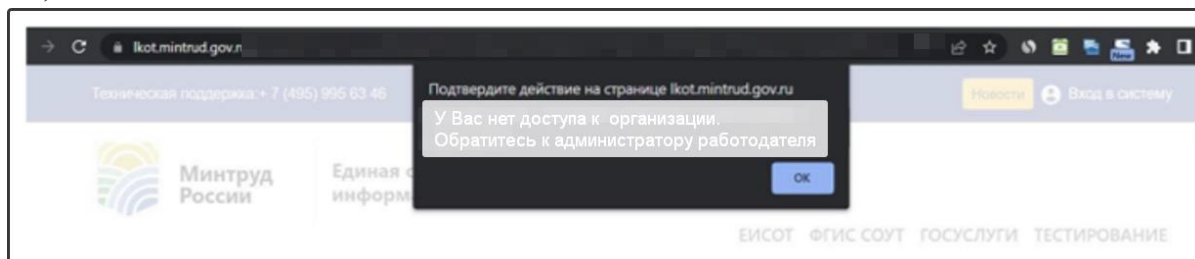 lkot.mintrud.gov.r
Техническая поддержка: + 7 (495) 995 63 46
Подтвердите действие на странице lkot.mintrud.gov.ru
У Вас нет доступа к организации.
Обратитесь к администратору работодателя
ОК
Новости
Вход в систему
Минтруд
России
Единая
информ
ЕИСОТ ФГИС СОУТ ГОСУСЛУГИ ТЕСТИРОВАНИЕ